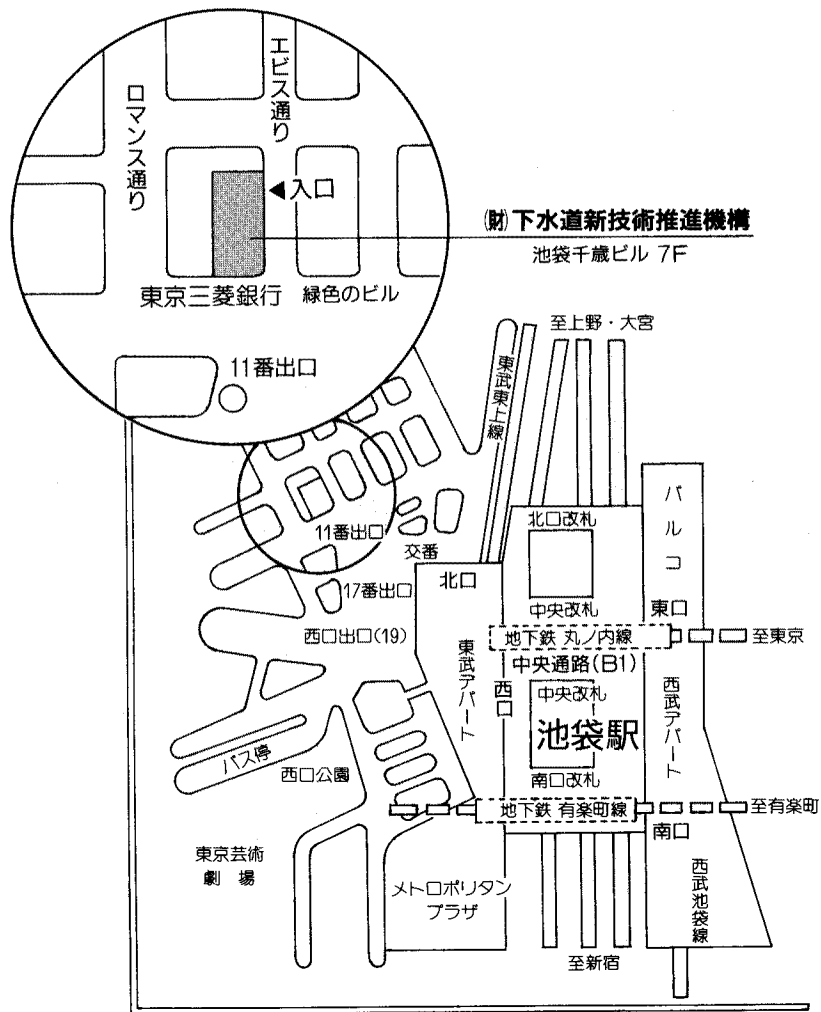 エビス通り
ロマンス通り
◀入口
(財)下水道新技術推進機構
池袋千歳ビル 7F
東京三菱銀行
緑色のビル
11番出口
至上野・大宮
東武東上線
パルコ
北口改札
11番出口
交番
北口
17番出口
中央改札
東口
西口出口(19)
地下鉄 丸ノ内線
至東京
中央通路(B1)
東武デパート
西口
中央改札
西武デパート
池袋駅
バス停
西口公園
南口改札
地下鉄 有楽町線
至有楽町
南口
東京芸術
劇場
メトロポリタン
プラザ
西武池袋線
至新宿